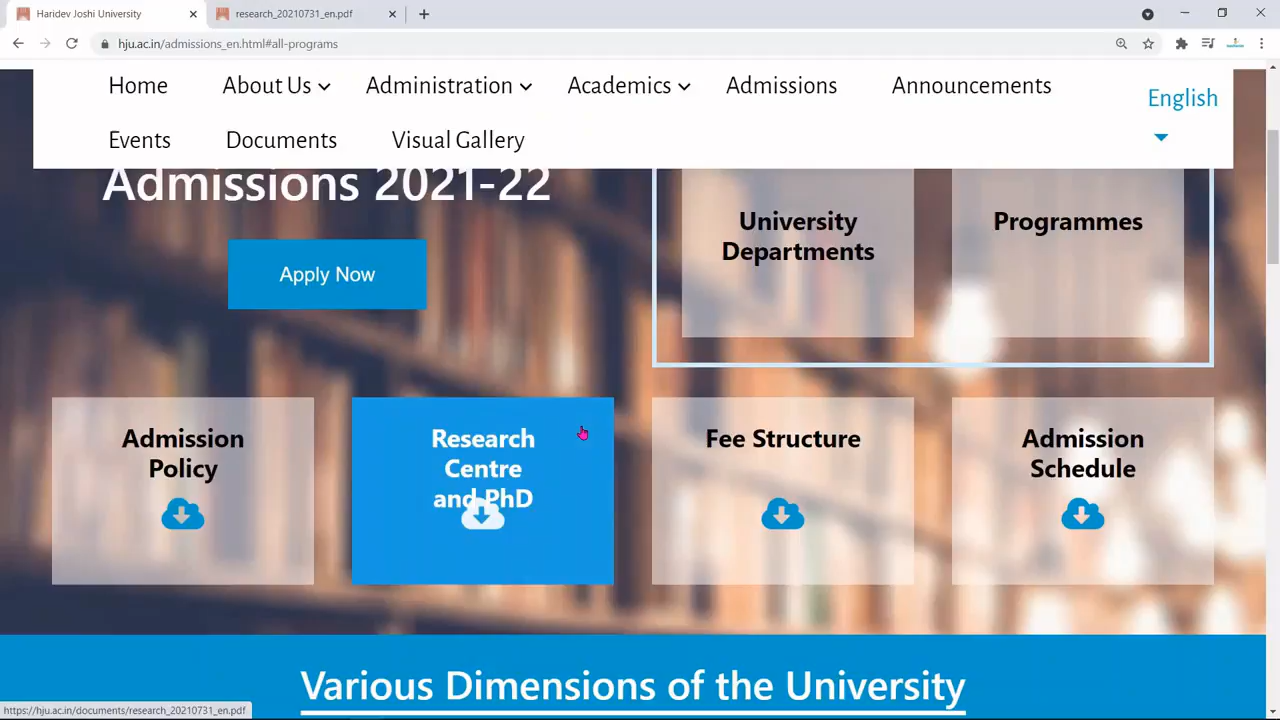 Haridev Joshi University
research_20210731_en.pdf
hju.ac.in/admissions_en.html#all-programs
Home
About Us
Administration
Academics
Admissions
Announcements
English
Events
Documents
Visual Gallery
Admissions 2021-22
Apply Now
University
Departments
Programmes
Admission
Policy
Research
Centre
and PhD
Fee Structure
Admission
Schedule
Various Dimensions of the University
https://hju.ac.in/documents/research_20210731_en.pdf